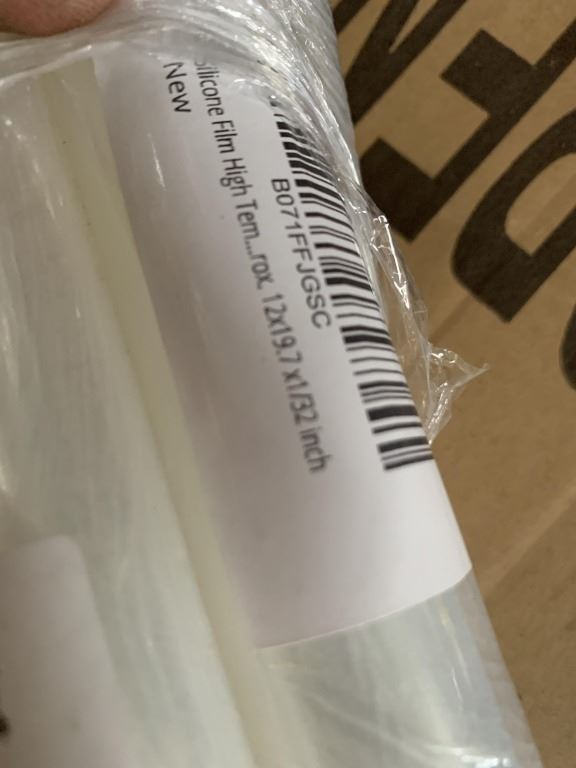 B071FFJGSC
Silicone Film High Tem...rox. 12x19.7 x1/32 inch
New